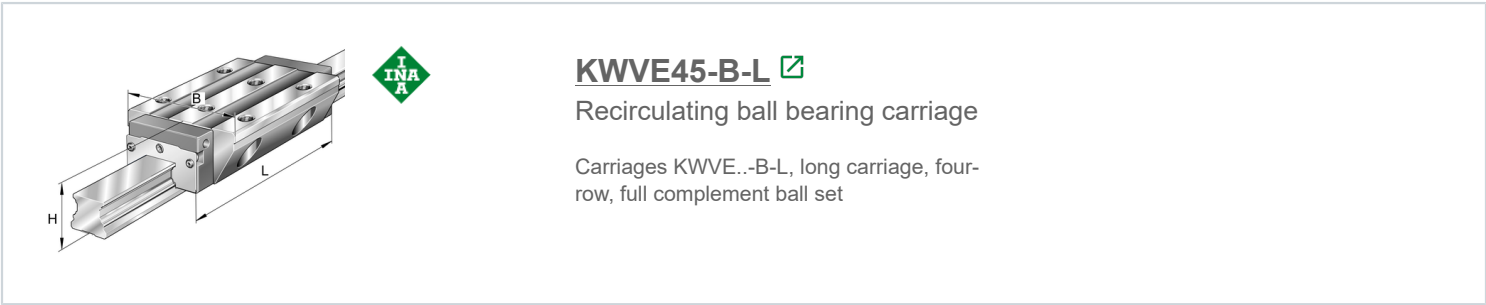 B
L
H
I
INA
A
KWVE45-B-L
Recirculating ball bearing carriage
Carriages KWVE..-B-L, long carriage, four-
row, full complement ball set